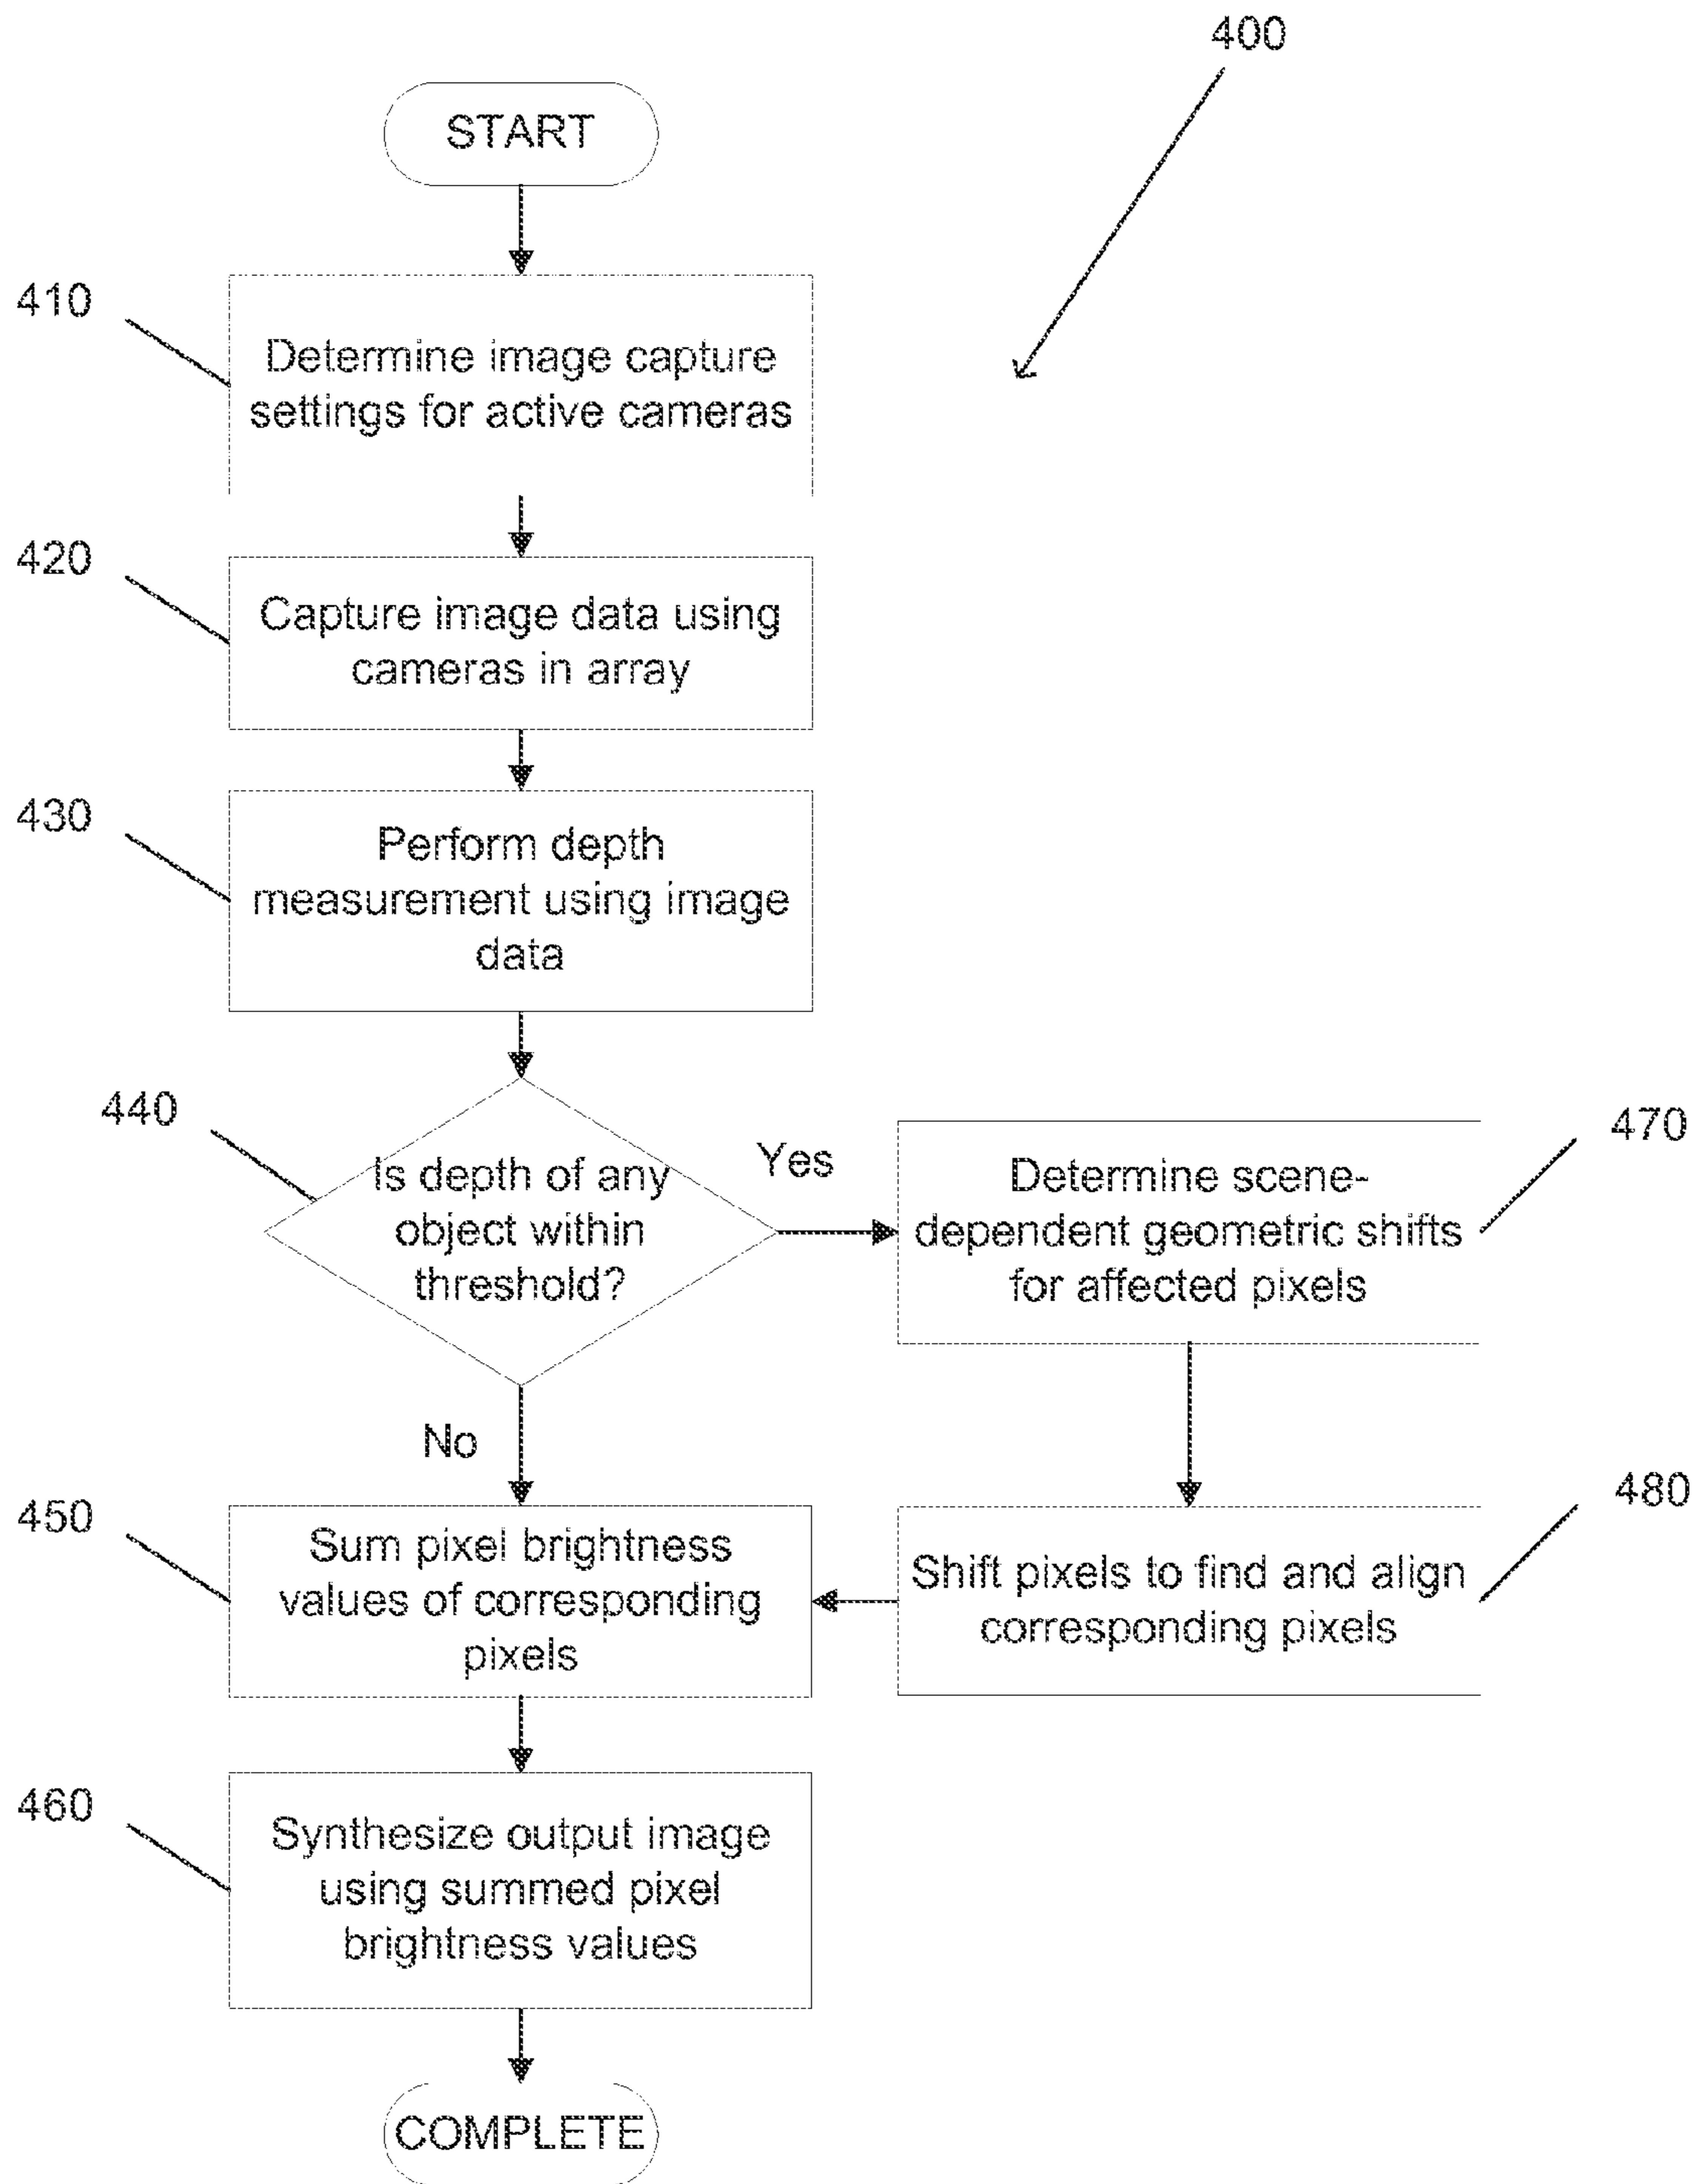 400
START
410
Determine image capture
settings for active cameras
420
Capture image data using
cameras in array
430
Perform depth
measurement using image
data
440
Is depth of any
object within
threshold?
Yes
470
Determine scene-
dependent geometric shifts
for affected pixels
No
450
Sum pixel brightness
values of corresponding
pixels
480
Shift pixels to find and align
corresponding pixels
460
Synthesize output image
using summed pixel
brightness values
COMPLETE